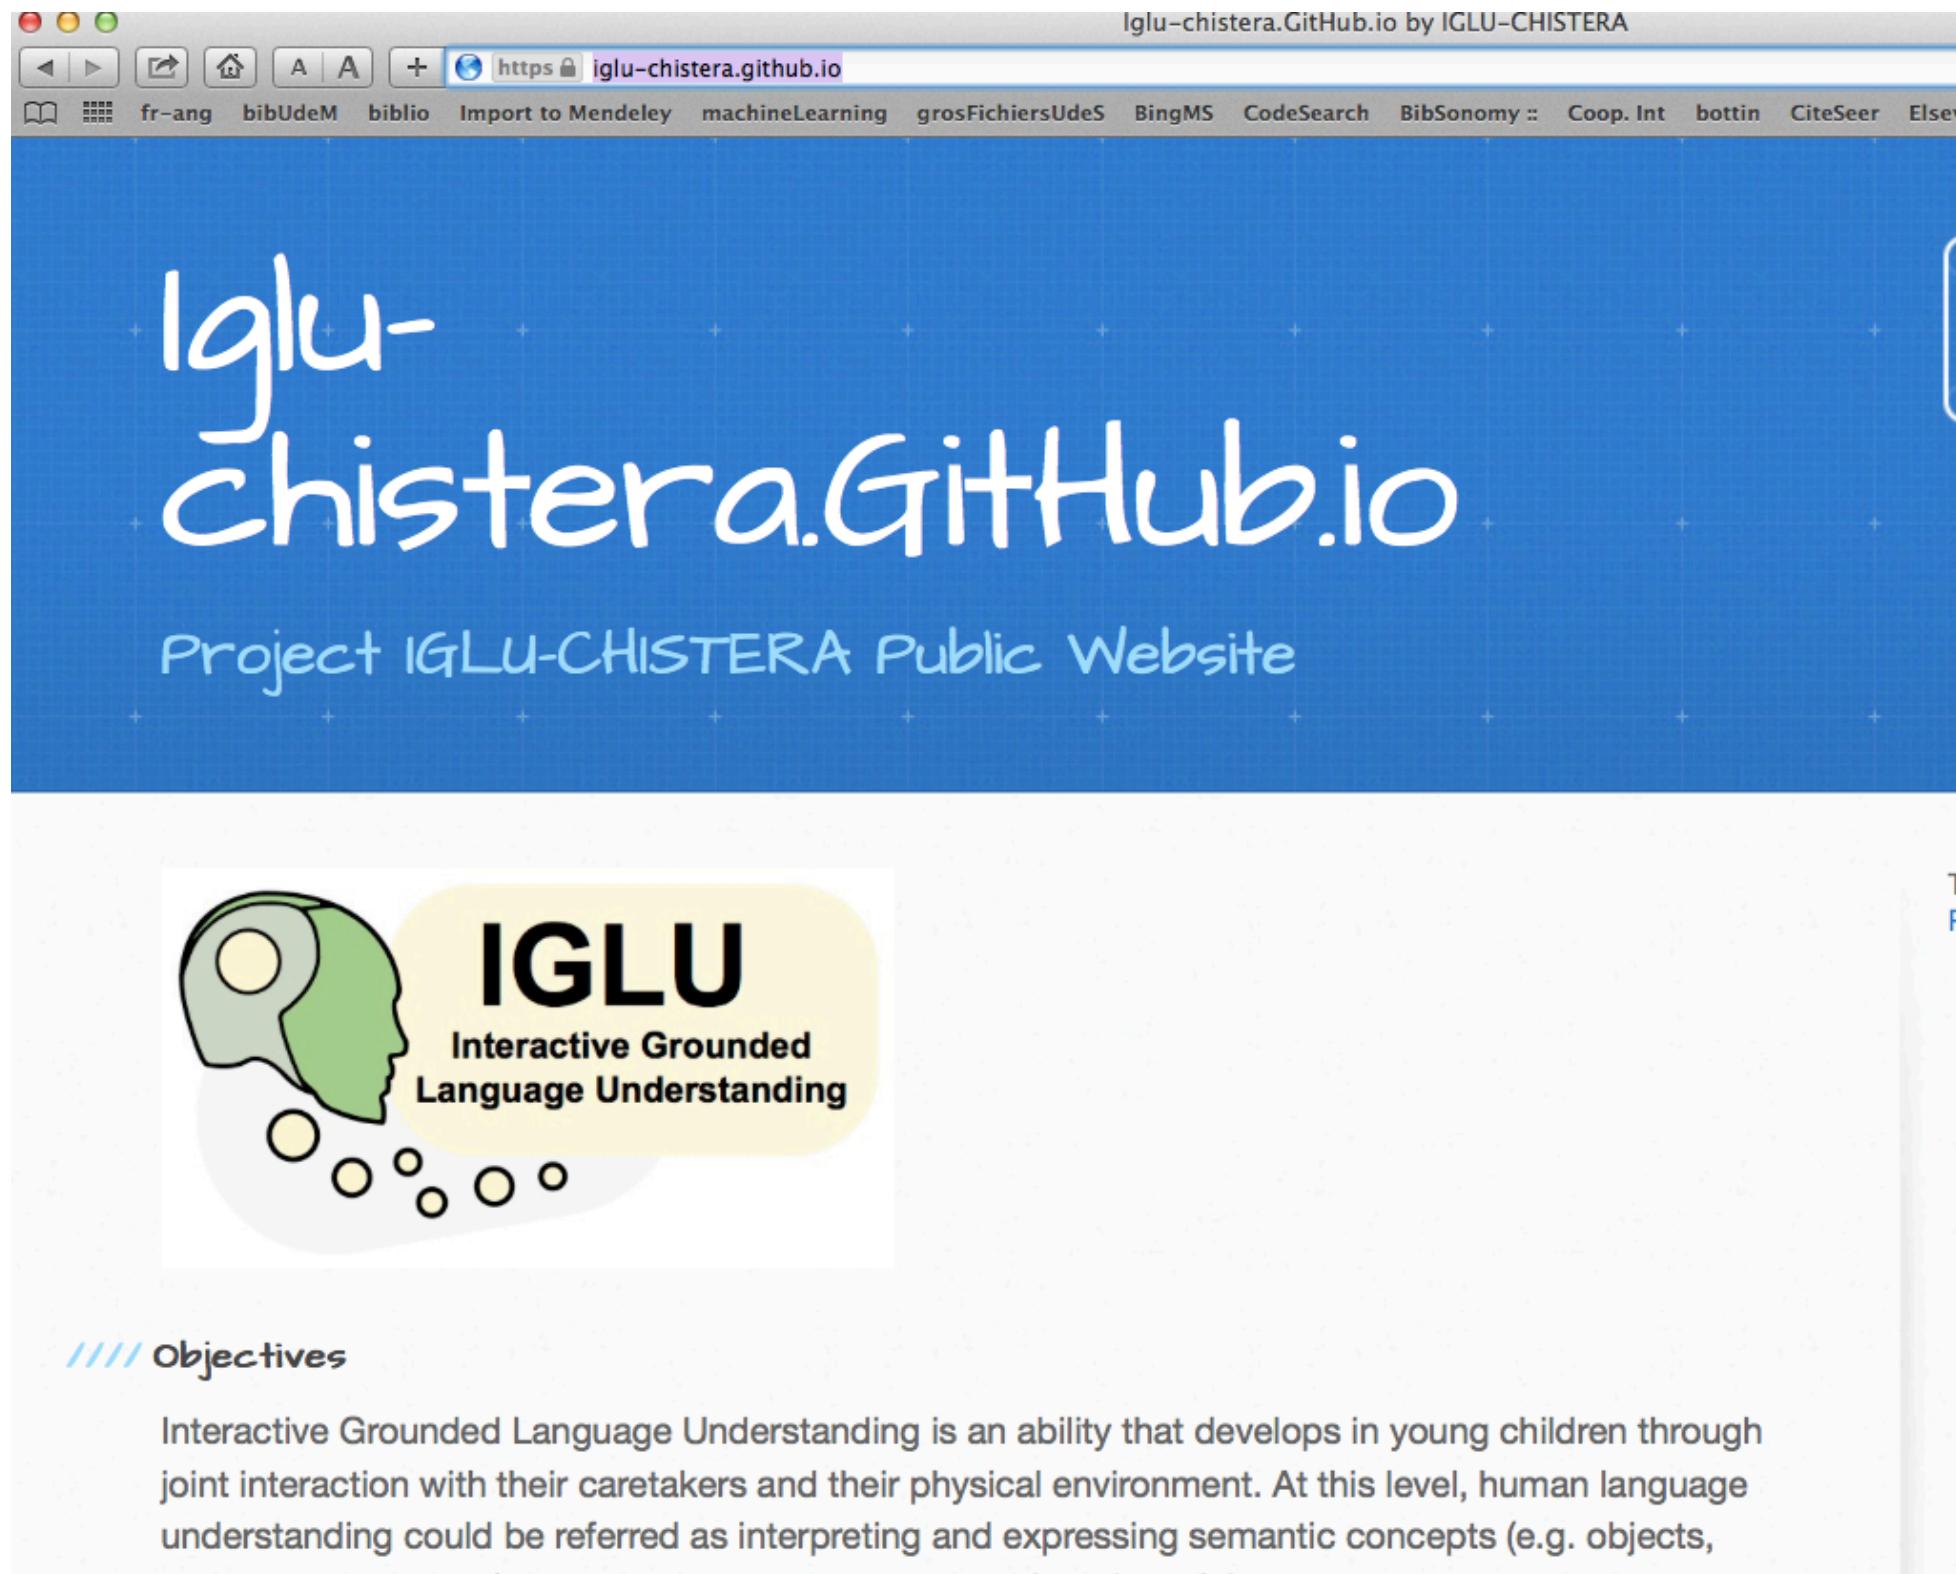 Iglu-chistera.GitHub.io by IGLU-CHISTERA
A A + https iglu-chistera.github.io
fr-ang bibUdeM biblio Import to Mendeley machineLearning grosFichiersUdeS BingMS CodeSearch BibSonomy :: Coop. Int bottin CiteSeer
Iglu-
chistera.GitHub.io
Project IGLU-CHISTERA Public Website
IGLU
Interactive Grounded
Language Understanding
//// Objectives
Interactive Grounded Language Understanding is an ability that develops in young children through
joint interaction with their caretakers and their physical environment. At this level, human language
understanding could be referred as interpreting and expressing semantic concepts (e.g. objects,